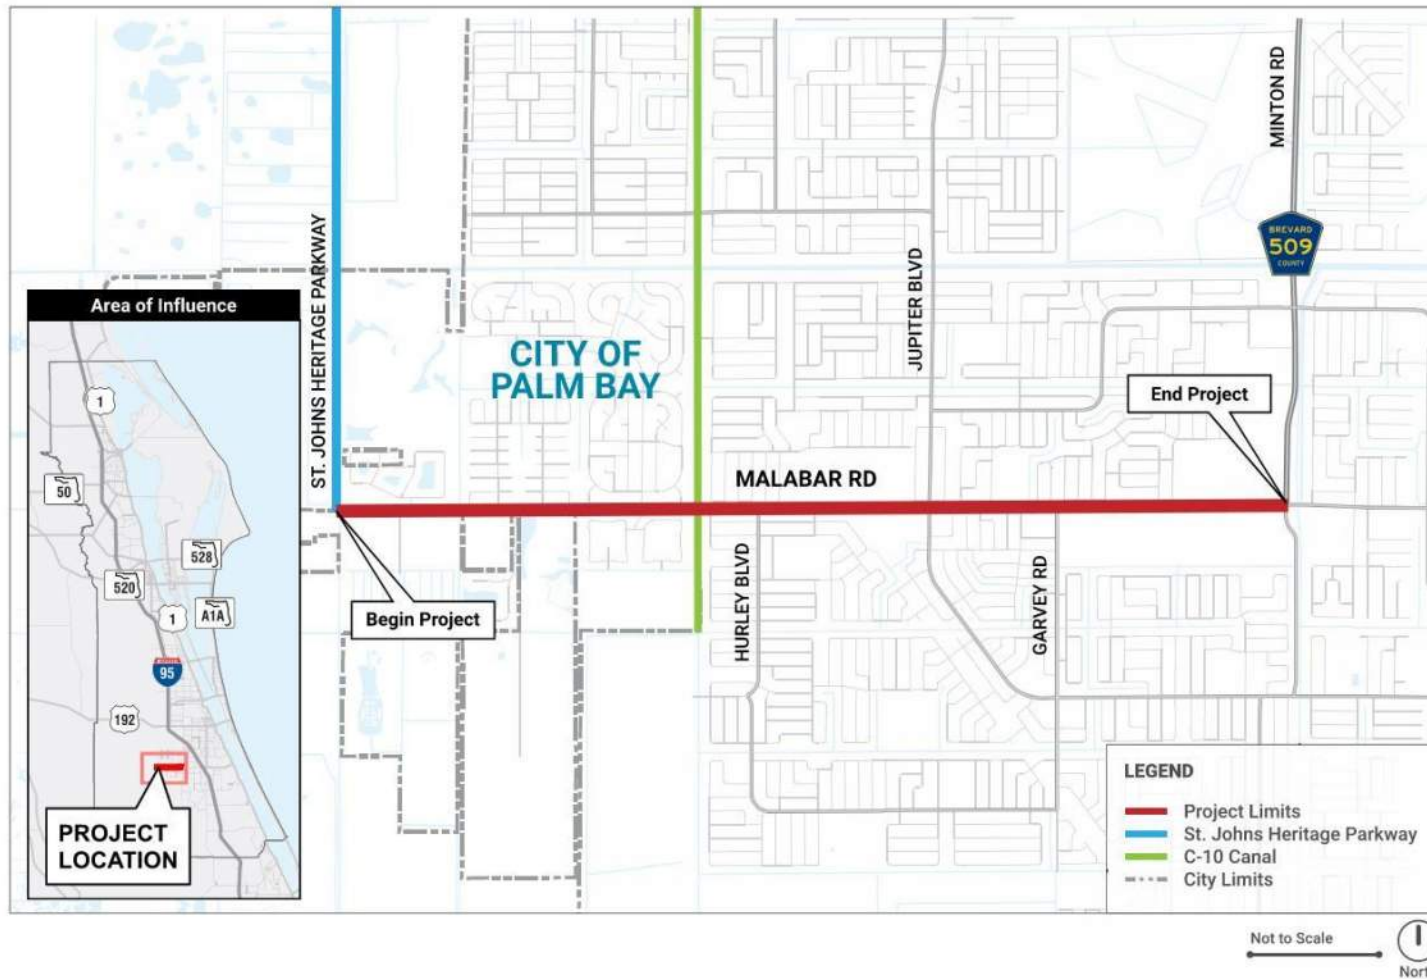 ST. JOHNS HERITAGE PARKWAY
MINTON RD
BREVARD
509
COUNTY
JUPITER BLVD
Area of Influence
1
50
528
520
1
A1A
95
192
PROJECT
LOCATION
CITY OF
PALM BAY
End Project
MALABAR RD
Begin Project
HURLEY BLVD
GARVEY RD
LEGEND
Project Limits
St. Johns Heritage Parkway
C-10 Canal
City Limits
Not to Scale
Nort